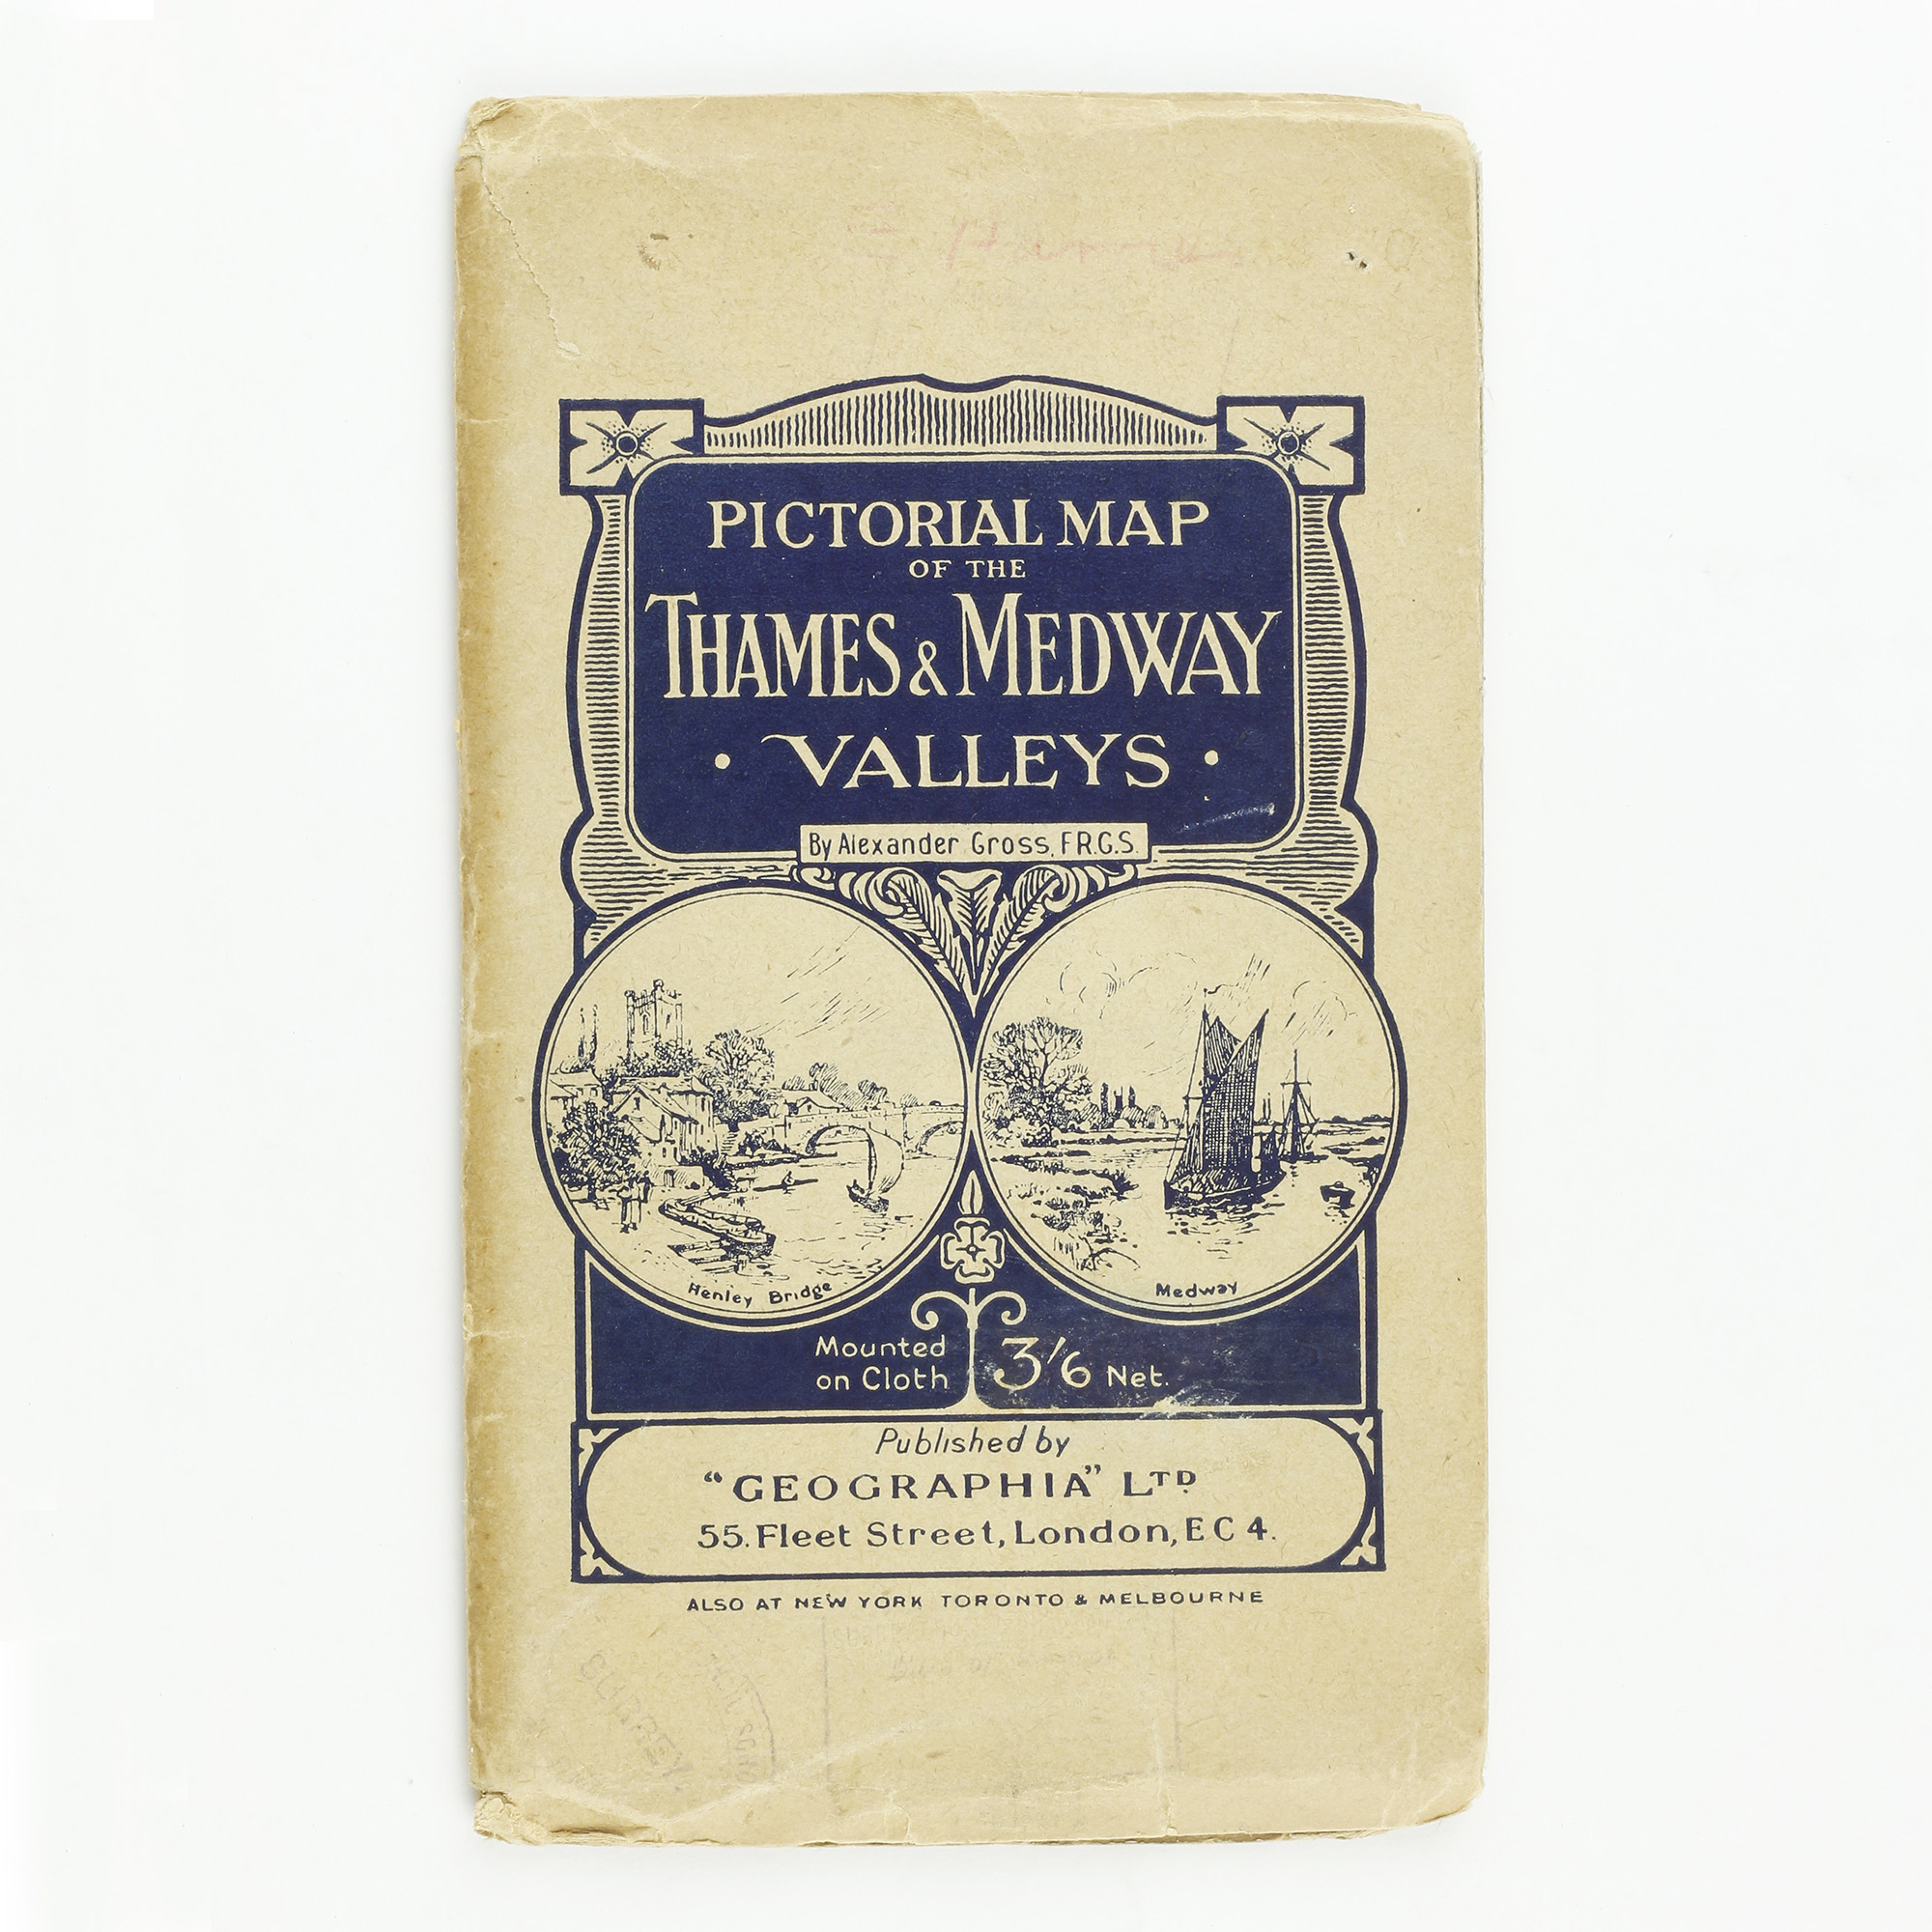 PICTORIAL MAP
OF THE
THAMES & MEDWAY
• VALLEYS •
By Alexander Gross, F.R.G.S.
Henley Bridge
Medway
Mounted
on Cloth
3/6 Net.
Published by
"GEOGRAPHIA" LTD.
55. Fleet Street, London, E C 4.
ALSO AT NEW YORK TORONTO & MELBOURNE
SURREY